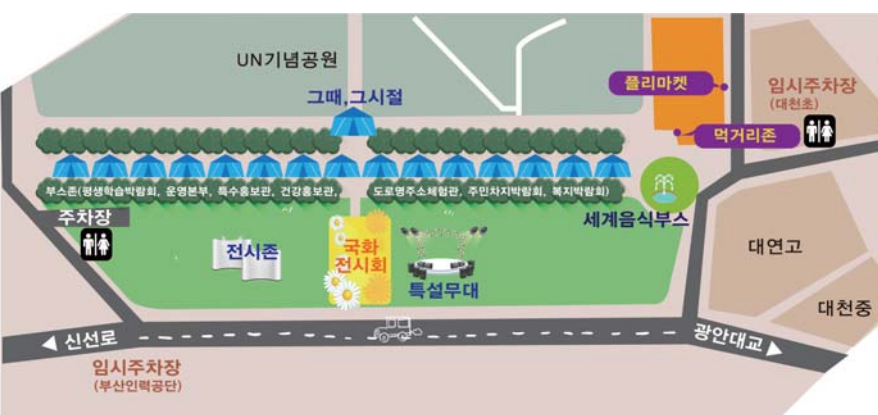 UN기념공원
그때,그시절
플리마켓
임시주차장
(대천초)
먹거리존
부스존(평생학습박람회, 운영본부, 특수홍보관, 건강홍보관,
도로명주소체험관, 주민차지박람회, 복지박람회)
주차장
세계음식부스
전시존
국화
전시회
특설무대
대연고
대천중
신선로
광안대교
임시주차장
(부산인력공단)